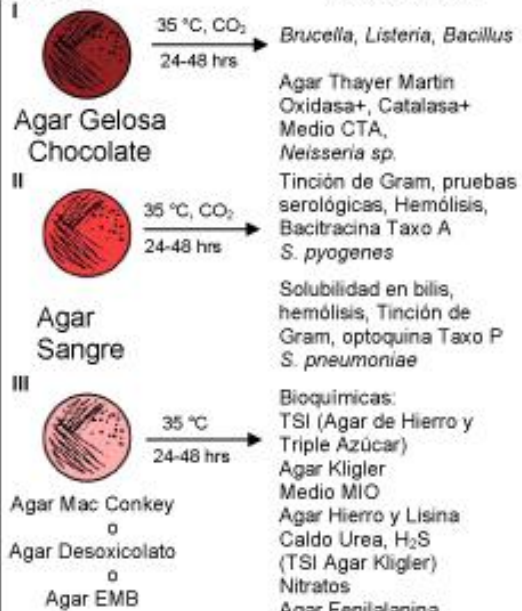 I
35 °C, CO₂
24-48 hrs
Brucella, Listeria, Bacillus
Agar Gelosa
Chocolate
Agar Thayer Martin
Oxidasa+, Catalasa+
Medio CTA,
Neisseria sp.
II
35 °C, CO₂
24-48 hrs
Agar
Sangre
Tinción de Gram, pruebas
serológicas, Hemólisis,
Bacitracina Taxo A
S. pyogenes
Solubilidad en bilis,
hemólisis, Tinción de
Gram, optoquina Taxo P
S. pneumoniae
III
35 °C
24-48 hrs
Agar Mac Conkey
o
Agar Desoxicolato
o
Agar EMB
Bioquimicas:
TSI (Agar de Hierro y
Triple Azúcar)
Agar Kligler
Medio MIO
Agar Hierro y Lisina
Caldo Urea, H₂S
(TSI Agar Kligler)
Nitratos
Agar Fenilalanina